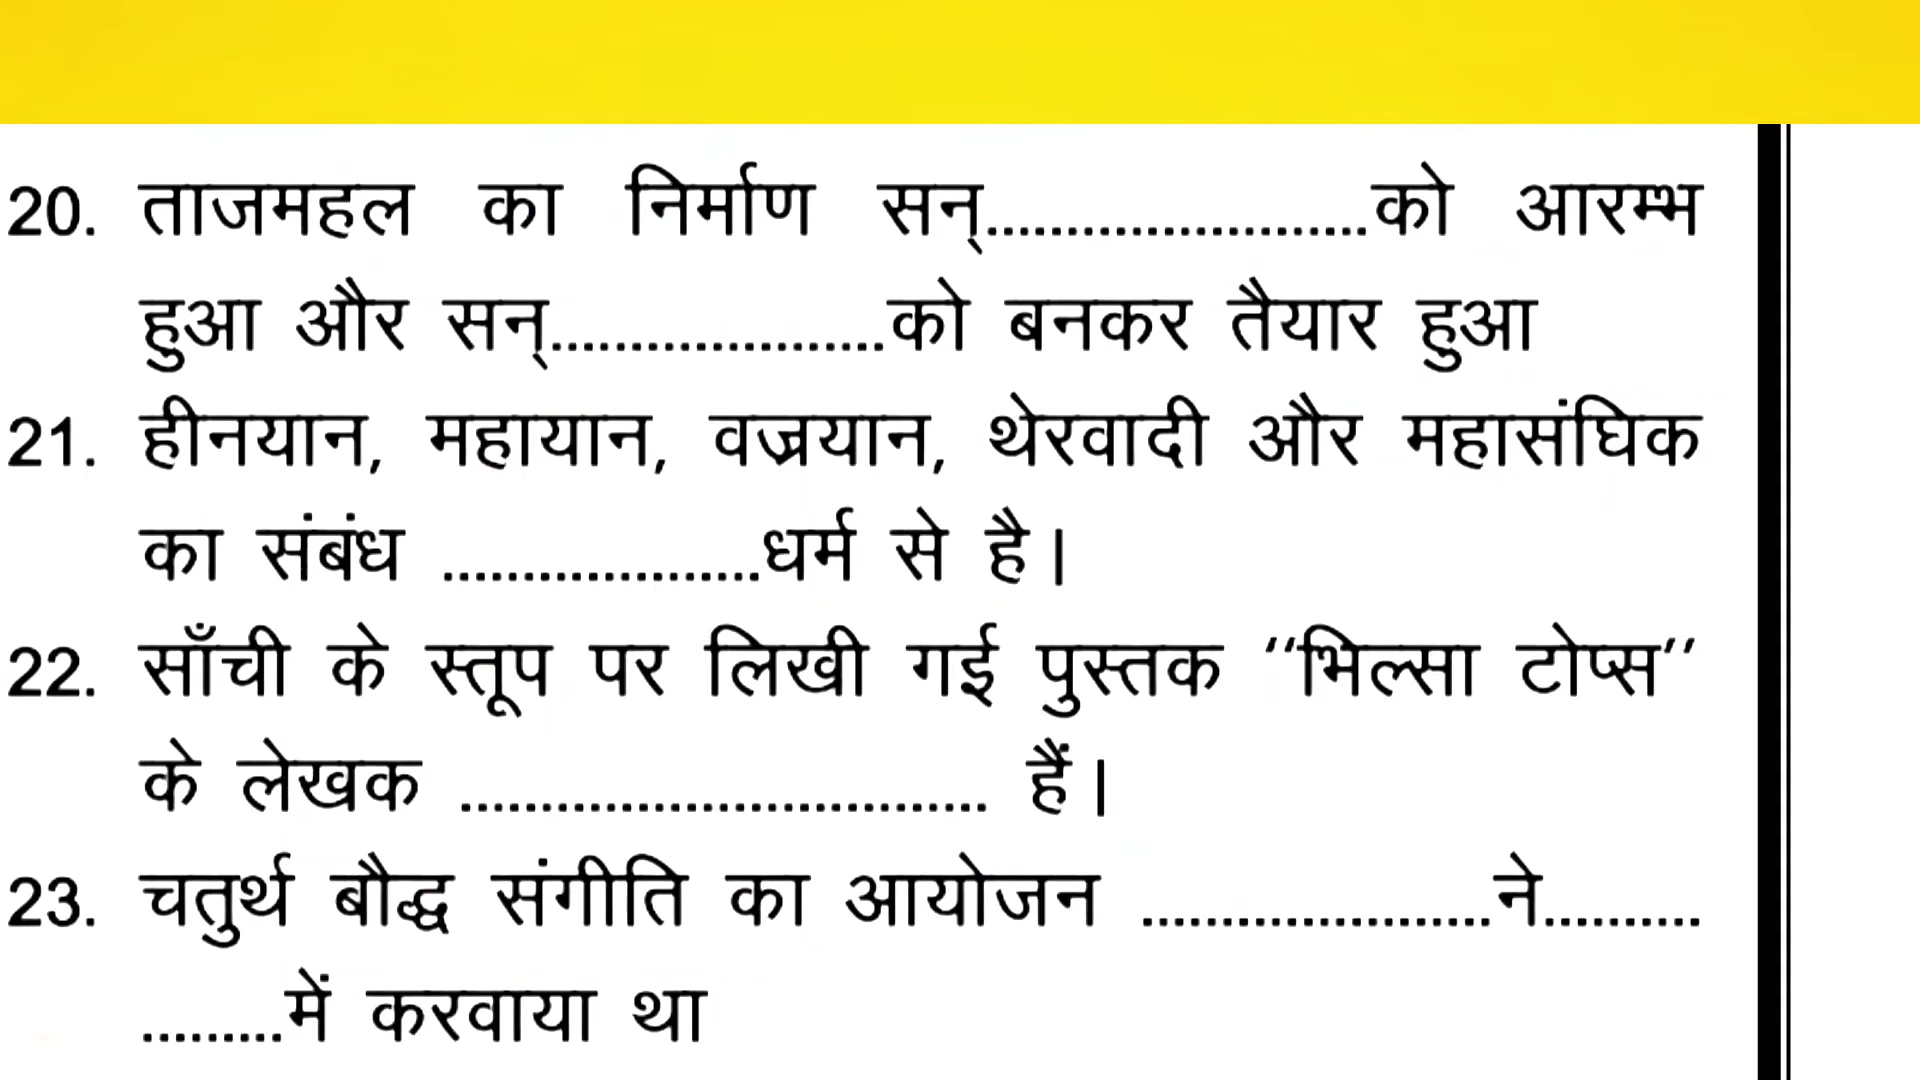 20. ताजमहल का निर्माण सन्........................को आरम्भ
हुआ और सन्.....................को बनकर तैयार हुआ
21. हीनयान, महायान, वज्रयान, थेरवादी और महासंघिक
का संबंध ....................धर्म से है।
22. साँची के स्तूप पर लिखी गई पुस्तक ‘‘भिल्सा टोप्स’’
के लेखक ................................. हैं।
23. चतुर्थ बौद्ध संगीति का आयोजन ......................ने..........
.........में करवाया था